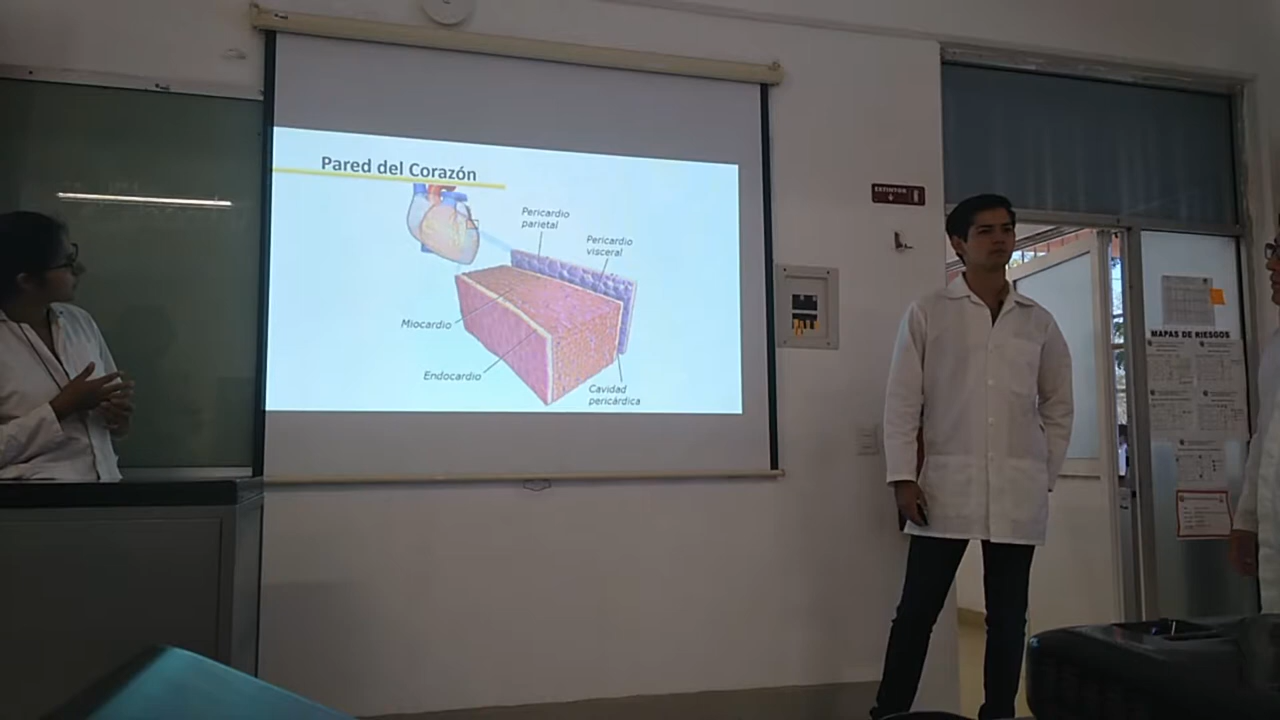 Pared del Corazón
Pericardio
parietal
Pericardio
visceral
Miocardio
Endocardio
Cavidad
pericárdica
EXTINTOR
MAPAS DE RIESGOS